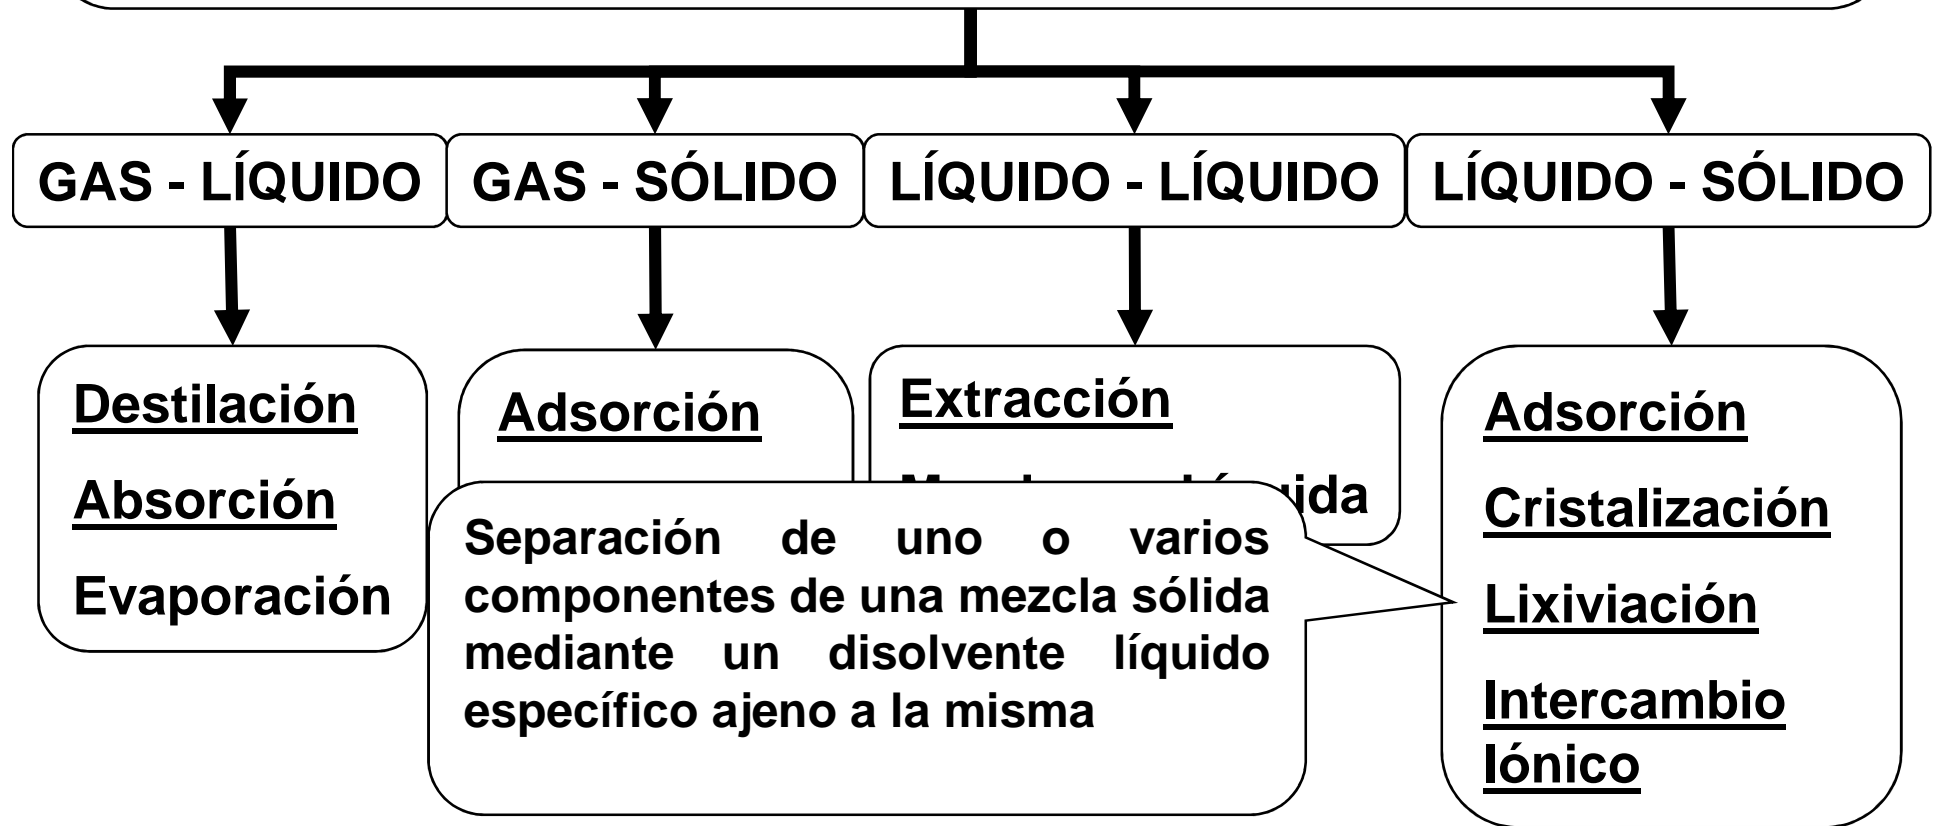 GAS - LÍQUIDO
GAS - SÓLIDO
LÍQUIDO - LÍQUIDO
LÍQUIDO - SÓLIDO
Destilación
Absorción
Evaporación
Adsorción
Extracción
Separación de uno o varios
componentes de una mezcla sólida
mediante un disolvente líquido
específico ajeno a la misma
Adsorción
Cristalización
Lixiviación
Intercambio
Iónico